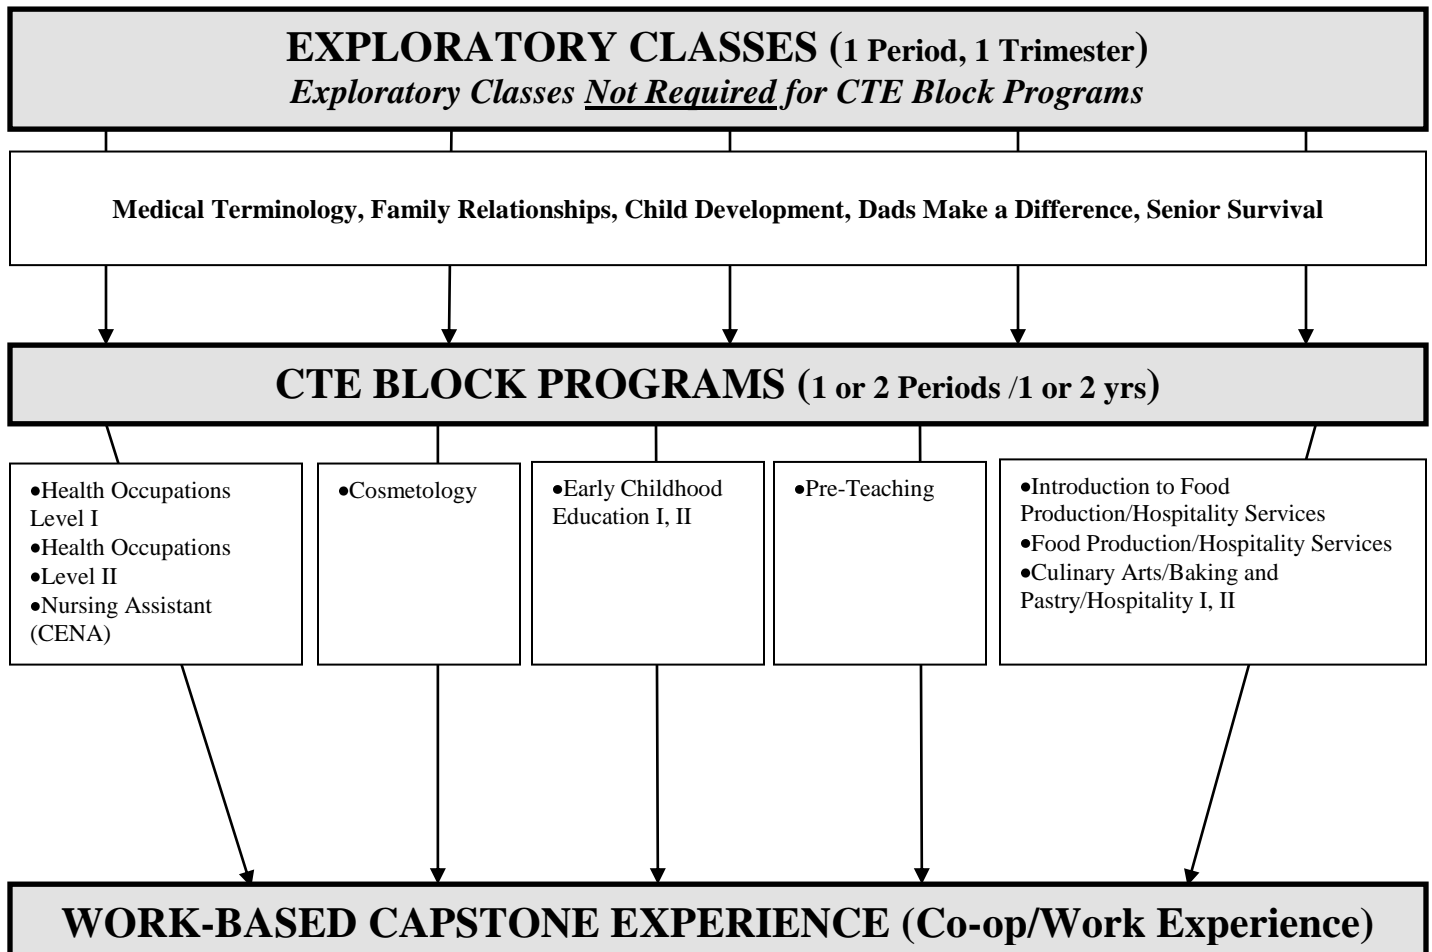 EXPLORATORY CLASSES (1 Period, 1 Trimester)
Exploratory Classes Not Required for CTE Block Programs
Medical Terminology, Family Relationships, Child Development, Dads Make a Difference, Senior Survival
CTE BLOCK PROGRAMS (1 or 2 Periods /1 or 2 yrs)
•Health Occupations
Level I
•Health Occupations
•Level II
•Nursing Assistant
(CENA)
•Cosmetology
•Early Childhood
Education I, II
•Pre-Teaching
•Introduction to Food
Production/Hospitality Services
•Food Production/Hospitality Services
•Culinary Arts/Baking and
Pastry/Hospitality I, II
WORK-BASED CAPSTONE EXPERIENCE (Co-op/Work Experience)